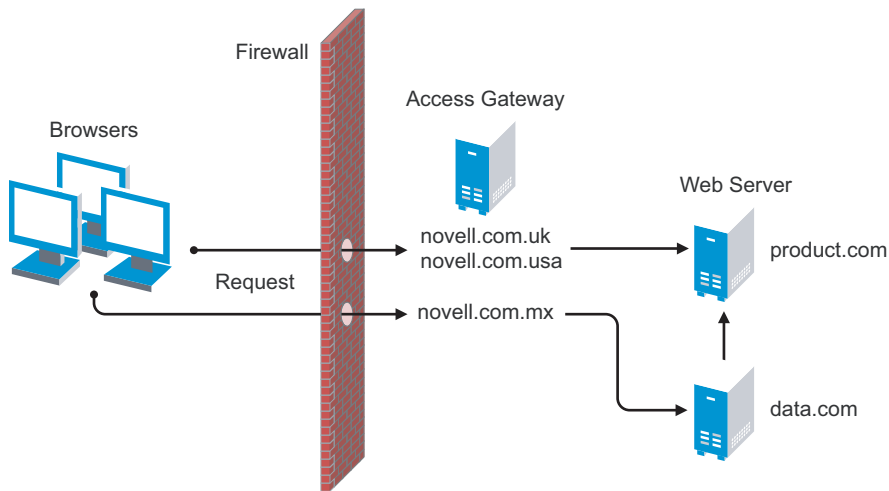 Firewall
Access Gateway
Browsers
Web Server
novell.com.uk
novell.com.usa
product.com
Request
novell.com.mx
data.com